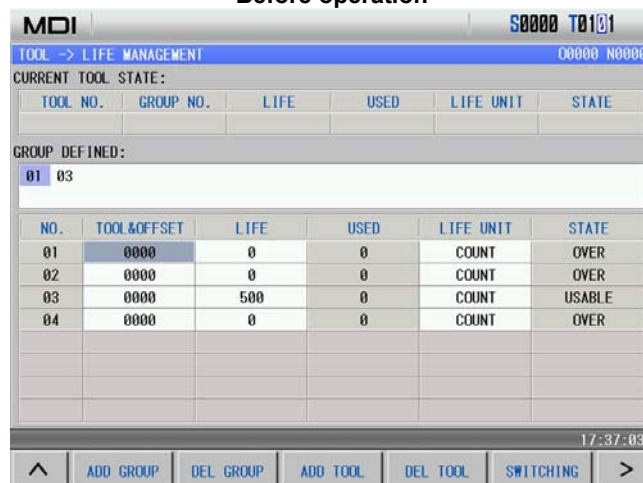 Before operation
MDI S0000 T0101
TOOL -> LIFE MANAGEMENT O0000 N0000
CURRENT TOOL STATE:
TOOL NO. GROUP NO. LIFE USED LIFE UNIT STATE
GROUP DEFINED:
01 03
NO. TOOL&OFFSET LIFE USED LIFE UNIT STATE
01 0000 0 0 COUNT OVER
02 0000 0 0 COUNT OVER
03 0000 500 0 COUNT USABLE
04 0000 0 0 COUNT OVER
17:37:03
^ ADD GROUP DEL GROUP ADD TOOL DEL TOOL SWITCHING >